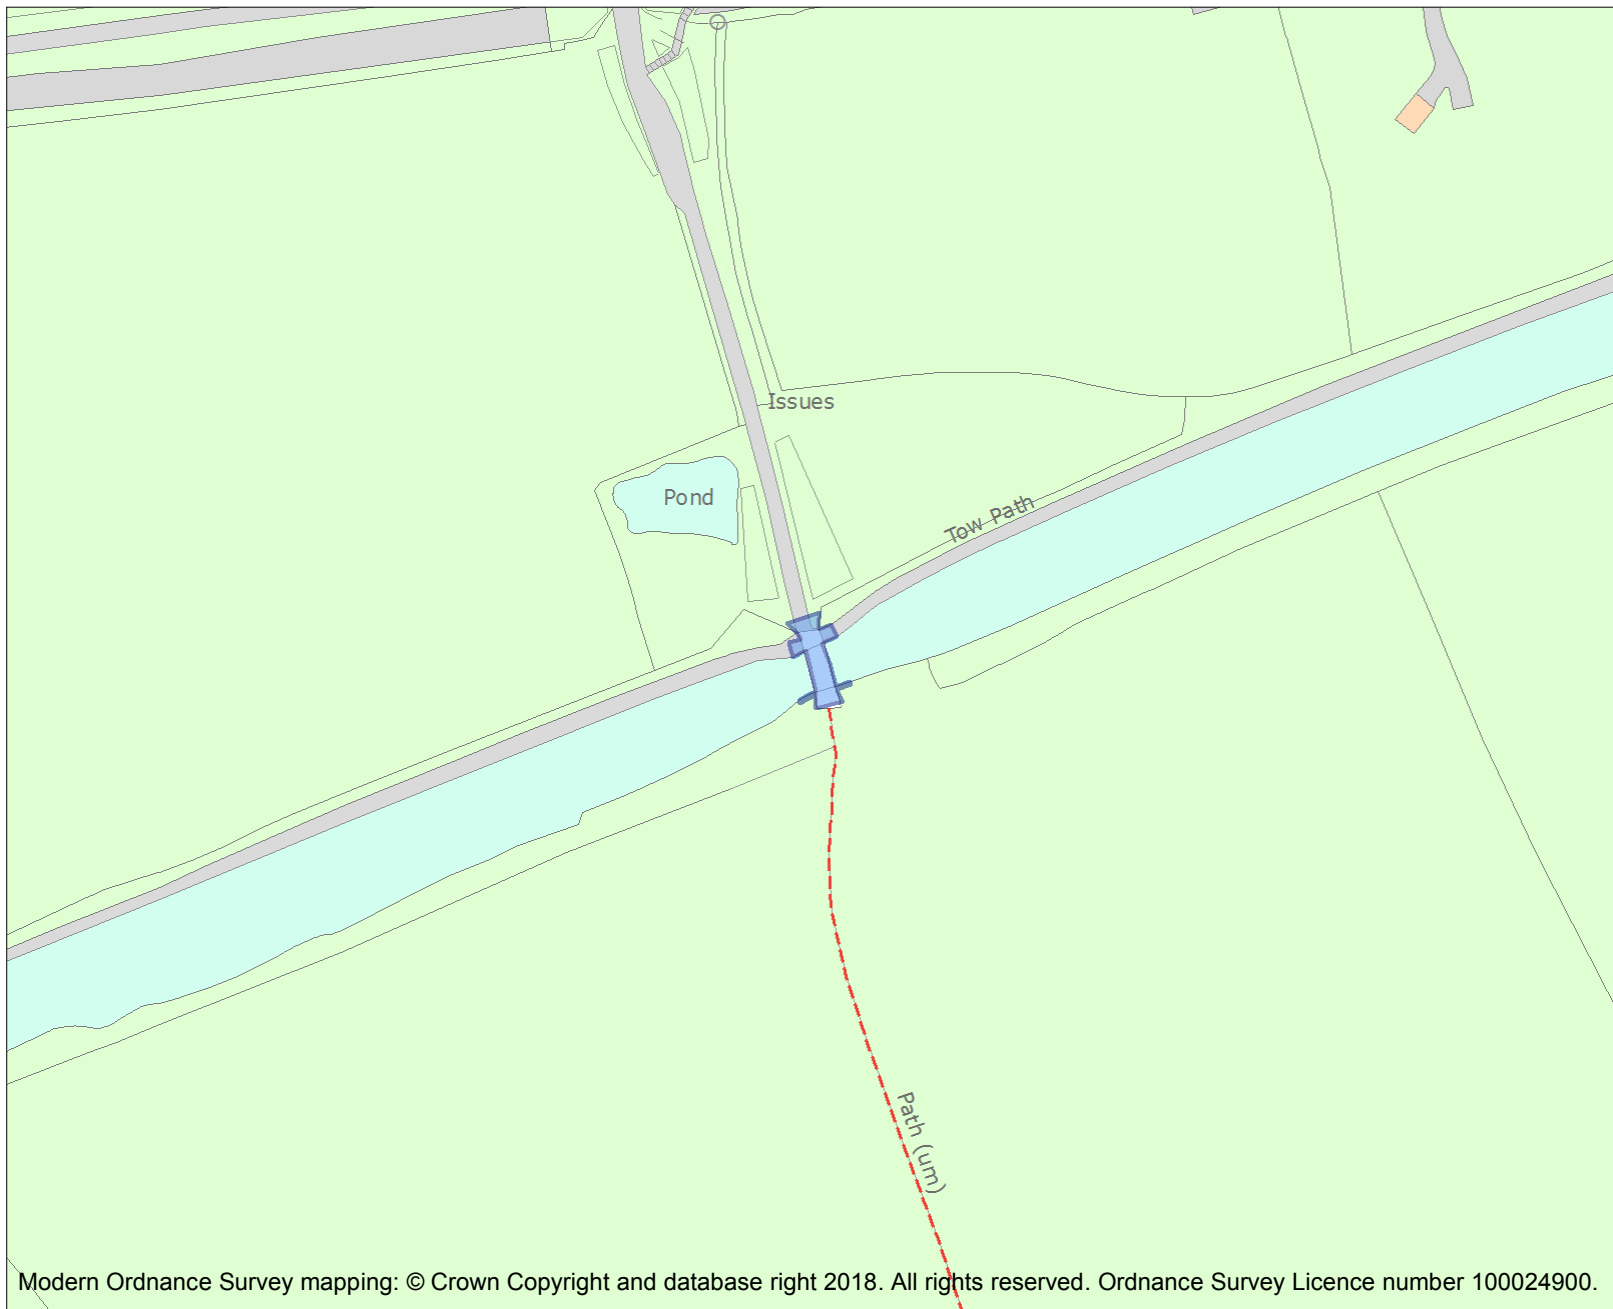 Issues
Pond
Tow Path
Path (um)
Modern Ordnance Survey mapping: © Crown Copyright and database right 2018. All rights reserved. Ordnance Survey Licence number 100024900.